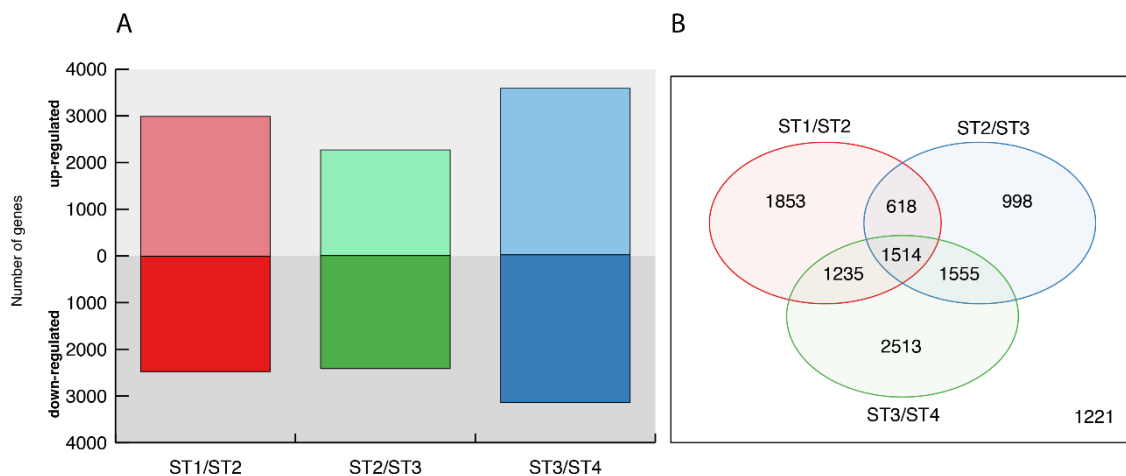 A
B
4000
3000
2000
1000
0
1000
2000
3000
4000
Number of genes
up-regulated
down-regulated
ST1/ST2
ST2/ST3
ST3/ST4
ST1/ST2
ST2/ST3
1853
618
998
1514
1235
1555
2513
ST3/ST4
1221